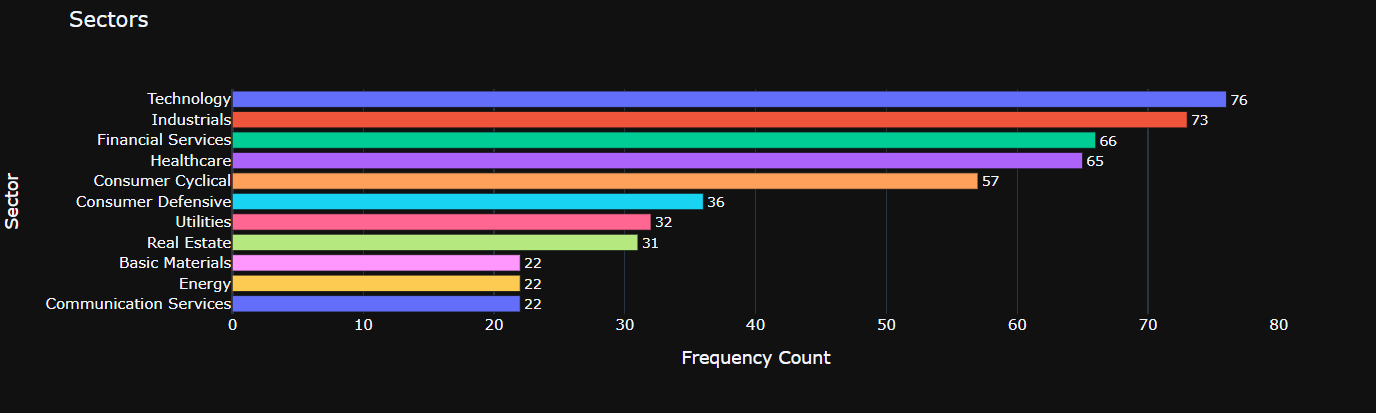 Sectors
Sector
Technology 76
Industrials 73
Financial Services 66
Healthcare 65
Consumer Cyclical 57
Consumer Defensive 36
Utilities 32
Real Estate 31
Basic Materials 22
Energy 22
Communication Services 22
0 10 20 30 40 50 60 70 80
Frequency Count